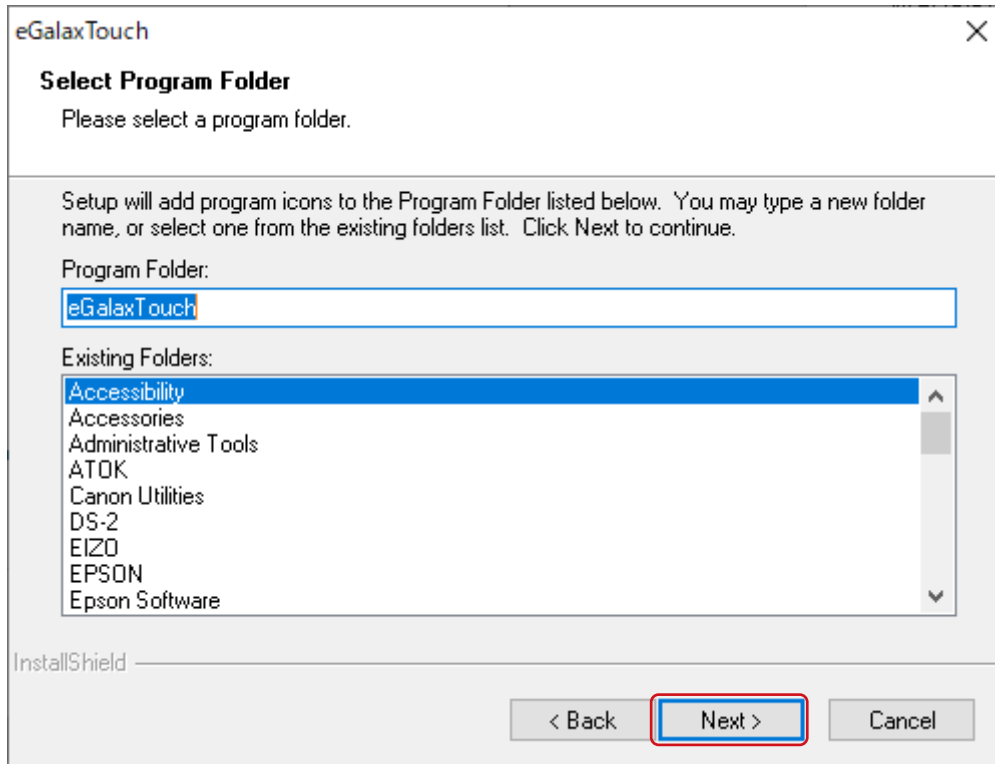 eGalaxTouch
Select Program Folder
Please select a program folder.
Setup will add program icons to the Program Folder listed below. You may type a new folder
name, or select one from the existing folders list. Click Next to continue.
Program Folder:
eGalaxTouch
Existing Folders:
Accessibility
Accessories
Administrative Tools
ATOK
Canon Utilities
DS-2
EIZO
EPSON
Epson Software
InstallShield
< Back Next > Cancel